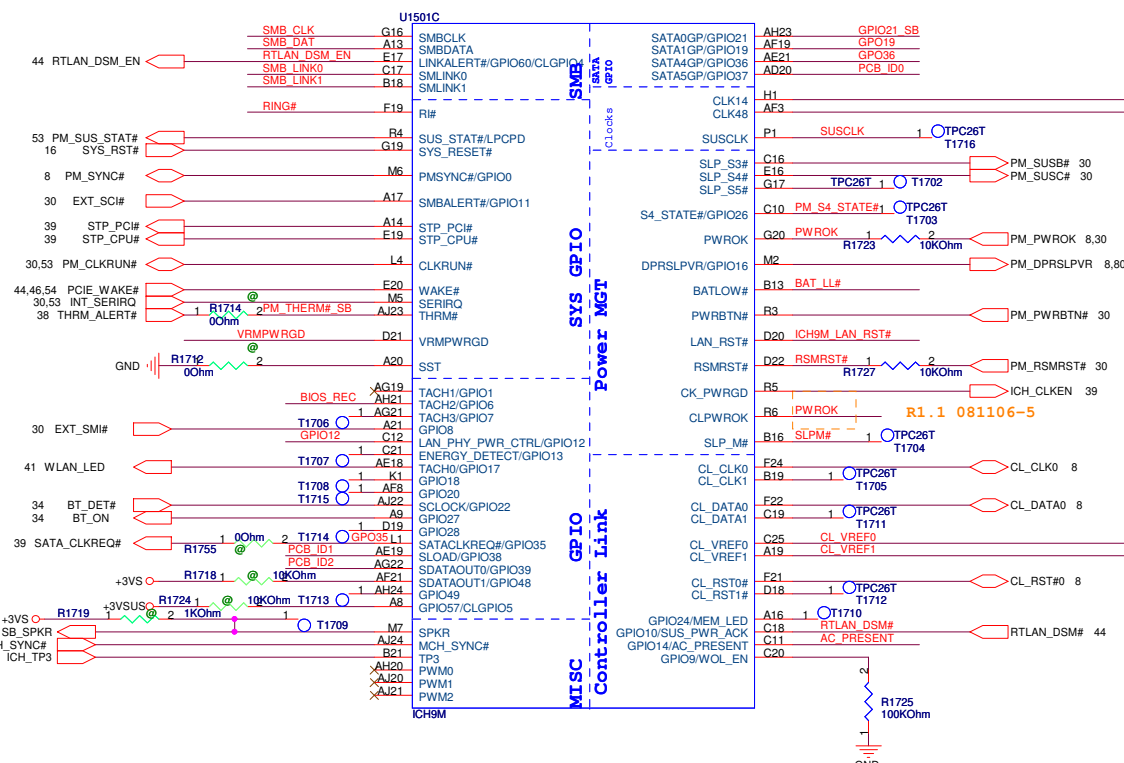 U1501C
SMB_CLK G16 SMBCLK
SMB_DAT A13 SMBDATA
44 RTLAN_DSM_EN RTLAN_DSM_EN E17 LINKALERT#/GPIO60/CLGPIO4
SMB_LINK0 C17 SMLINK0
SMB_LINK1 B18 SMLINK1
SMB
RING# F19 RI#
53 PM_SUS_STAT# R4 SUS_STAT#/LPCPD
16 SYS_RST# G19 SYS_RESET#
8 PM_SYNC# M6 PMSYNC#/GPIO0
30 EXT_SCI# A17 SMBALERT#/GPIO11
39 STP_PCI# A14 STP_PCI#
39 STP_CPU# E19 STP_CPU#
30,53 PM_CLKRUN# L4 CLKRUN#
44,46,54 PCIE_WAKE# E20 WAKE#
30,53 INT_SERIRQ @ M5 SERIRQ
38 THRM_ALERT# 1 R1714 0Ohm 2 PM_THERM#_SB AJ23 THRM#
VRMPWRGD D21 VRMPWRGD
@
GND R1712 1 0Ohm 2 A20 SST
SYS GPIO
AG19 TACH1/GPIO1
BIOS_REC AH21 TACH2/GPIO6
1 AG21 TACH3/GPIO7
30 EXT_SMI# T1706 A21 GPIO8
GPIO12 C12 LAN_PHY_PWR_CTRL/GPIO12
1 C21 ENERGY_DETECT/GPIO13
41 WLAN_LED T1707 AE18 TACH0/GPIO17
1 K1 GPIO18
T1708 1 AF8 GPIO20
34 BT_DET# T1715 AJ22 SCLOCK/GPIO22
34 BT_ON A9 GPIO27
1 D19 GPIO28
39 SATA_CLKREQ# 1 0Ohm 2 R1755 @ T1714 GPO35 L1 SATACLKREQ#/GPIO35
PCB_ID1 AE19 SLOAD/GPIO38
PCB_ID2 AG22 SDATAOUT0/GPIO39
+3VS R1718 1 @ 2 10KOhm AF21 SDATAOUT1/GPIO48
1 AH24 GPIO49
+3VSUS R1724 1 @ 2 10KOhm T1713 A8 GPIO57/CLGPIO5
GPIO
+3VS R1719 1 @ 2 1KOhm 1 T1709
SB_SPKR M7 SPKR
H_SYNC# AJ24 MCH_SYNC#
ICH_TP3 B21 TP3
AH20 PWM0
AJ20 PWM1
AJ21 PWM2
MISC
ICH9M
SATA GPIO
SATA0GP/GPIO21 AH23 GPIO21_SB
SATA1GP/GPIO19 AF19 GPO19
SATA4GP/GPIO36 AE21 GPO36
SATA5GP/GPIO37 AD20 PCB_ID0
Clocks
CLK14 H1
CLK48 AF3
SUSCLK P1 SUSCLK 1 TPC26T T1716
Power MGT
SLP_S3# C16 PM_SUSB# 30
SLP_S4# E16 PM_SUSC# 30
SLP_S5# G17 TPC26T 1 T1702
S4_STATE#/GPIO26 C10 PM_S4_STATE# 1 TPC26T T1703
PWROK G20 PWROK R1723 1 2 10KOhm PM_PWROK 8,30
DPRSLPVR/GPIO16 M2 PM_DPRSLPVR 8,80
BATLOW# B13 BAT_LL#
PWRBTN# R3 PM_PWRBTN# 30
LAN_RST# D20 ICH9M_LAN_RST#
RSMRST# D22 RSMRST# R1727 1 2 10KOhm PM_RSMRST# 30
CK_PWRGD R5 ICH_CLKEN 39
CLPWROK R6 PWROK R1.1 081106-5
SLP_M# B16 SLPM# 1 TPC26T T1704
Controller Link
CL_CLK0 F24 CL_CLK0 8
CL_CLK1 B19 1 TPC26T T1705
CL_DATA0 F22 CL_DATA0 8
CL_DATA1 C19 1 TPC26T T1711
CL_VREF0 C25 CL_VREF0
CL_VREF1 A19 CL_VREF1
CL_RST0# F21 CL_RST#0 8
CL_RST1# D18 1 TPC26T T1712
GPIO24/MEM_LED A16 1 T1710
GPIO10/SUS_PWR_ACK C18 RTLAN_DSM# RTLAN_DSM# 44
GPIO14/AC_PRESENT C11 AC_PRESENT
GPIO9/WOL_EN C20
2 R1725 100KOhm 1
GND